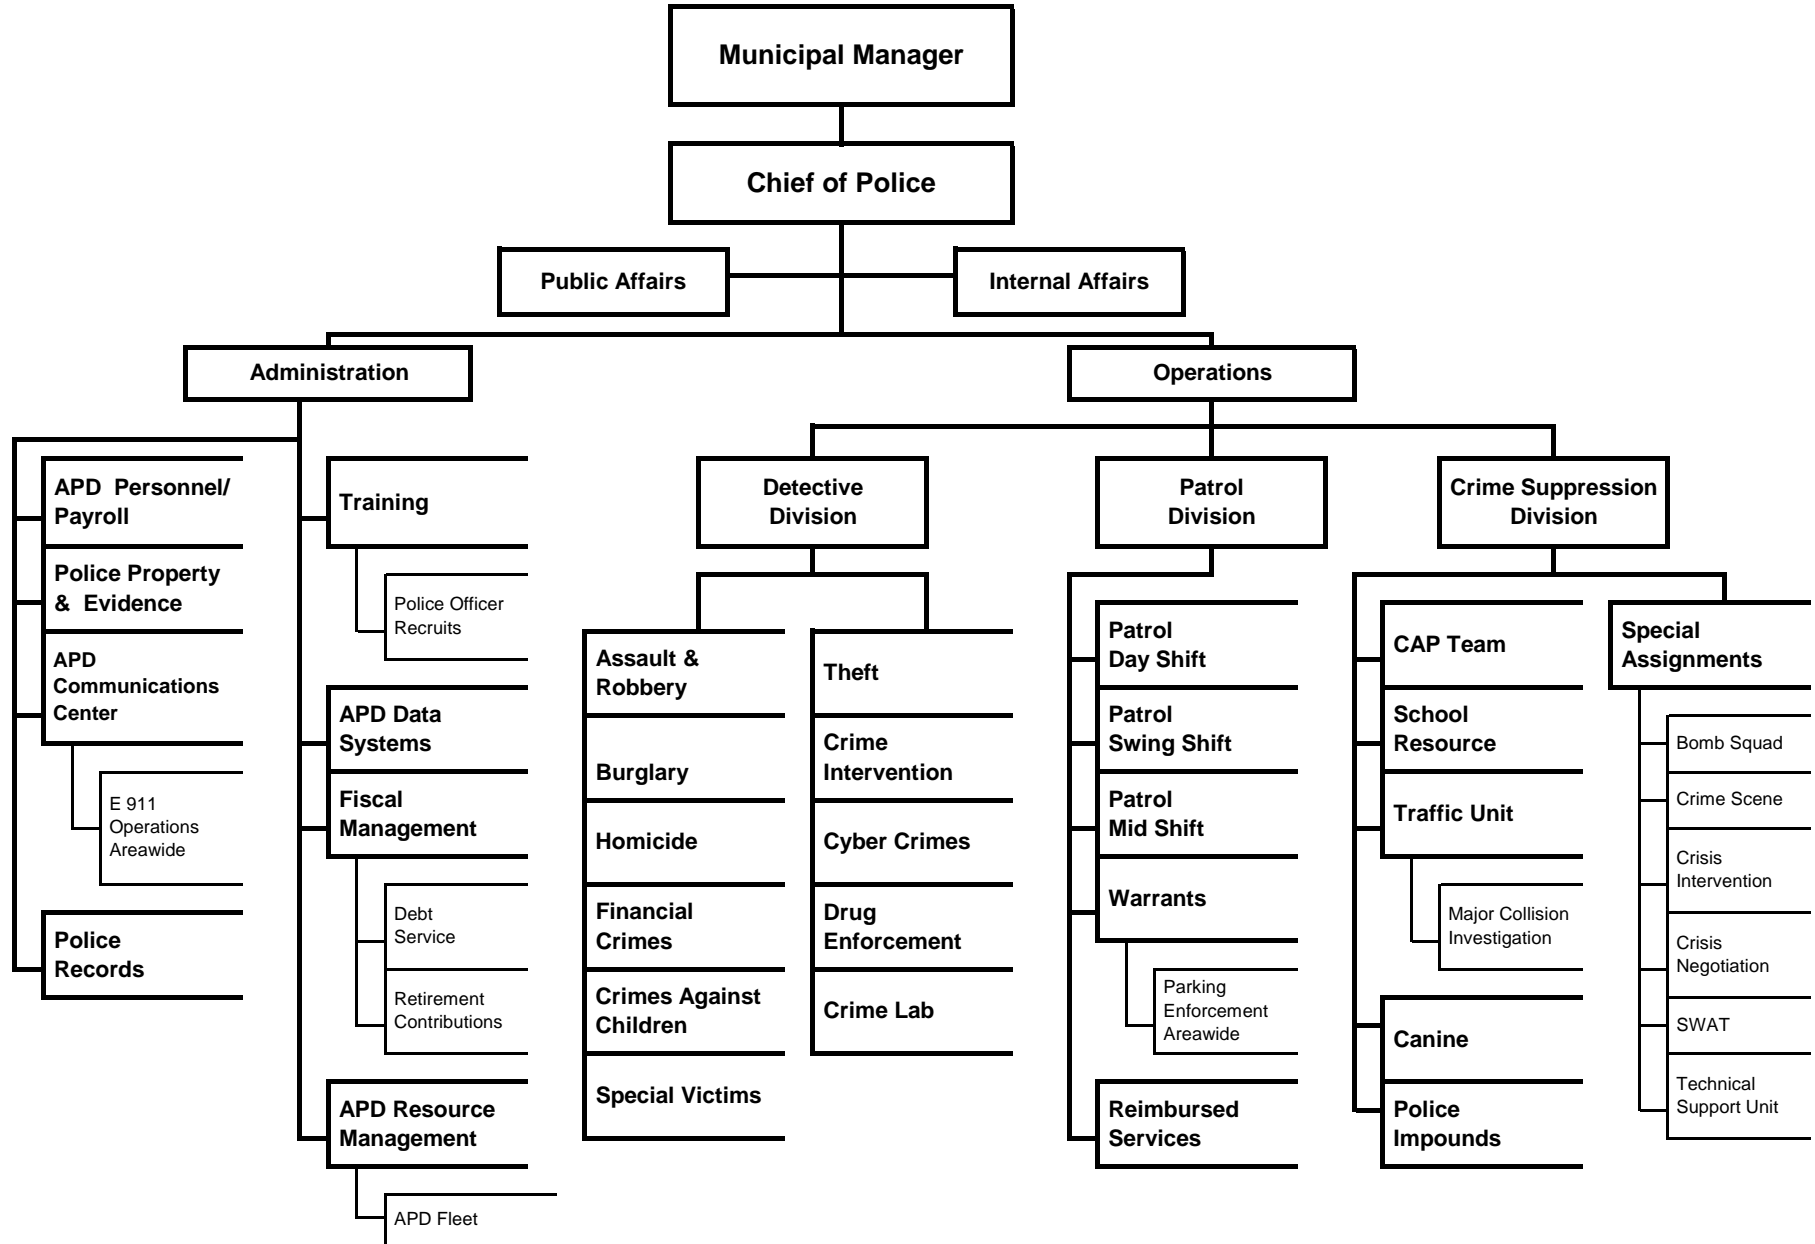 Municipal Manager
Chief of Police
Public Affairs
Internal Affairs
Administration
Operations
APD Personnel/
Payroll
Police Property
& Evidence
APD
Communications
Center
E 911
Operations
Areawide
Police
Records
Training
Police Officer
Recruits
APD Data
Systems
Fiscal
Management
Debt
Service
Retirement
Contributions
APD Resource
Management
APD Fleet
Detective
Division
Assault &
Robbery
Burglary
Homicide
Financial
Crimes
Crimes Against
Children
Special Victims
Theft
Crime
Intervention
Cyber Crimes
Drug
Enforcement
Crime Lab
Patrol
Division
Patrol
Day Shift
Patrol
Swing Shift
Patrol
Mid Shift
Warrants
Parking
Enforcement
Areawide
Reimbursed
Services
Crime Suppression
Division
CAP Team
School
Resource
Traffic Unit
Major Collision
Investigation
Canine
Police
Impounds
Special
Assignments
Bomb Squad
Crime Scene
Crisis
Intervention
Crisis
Negotiation
SWAT
Technical
Support Unit